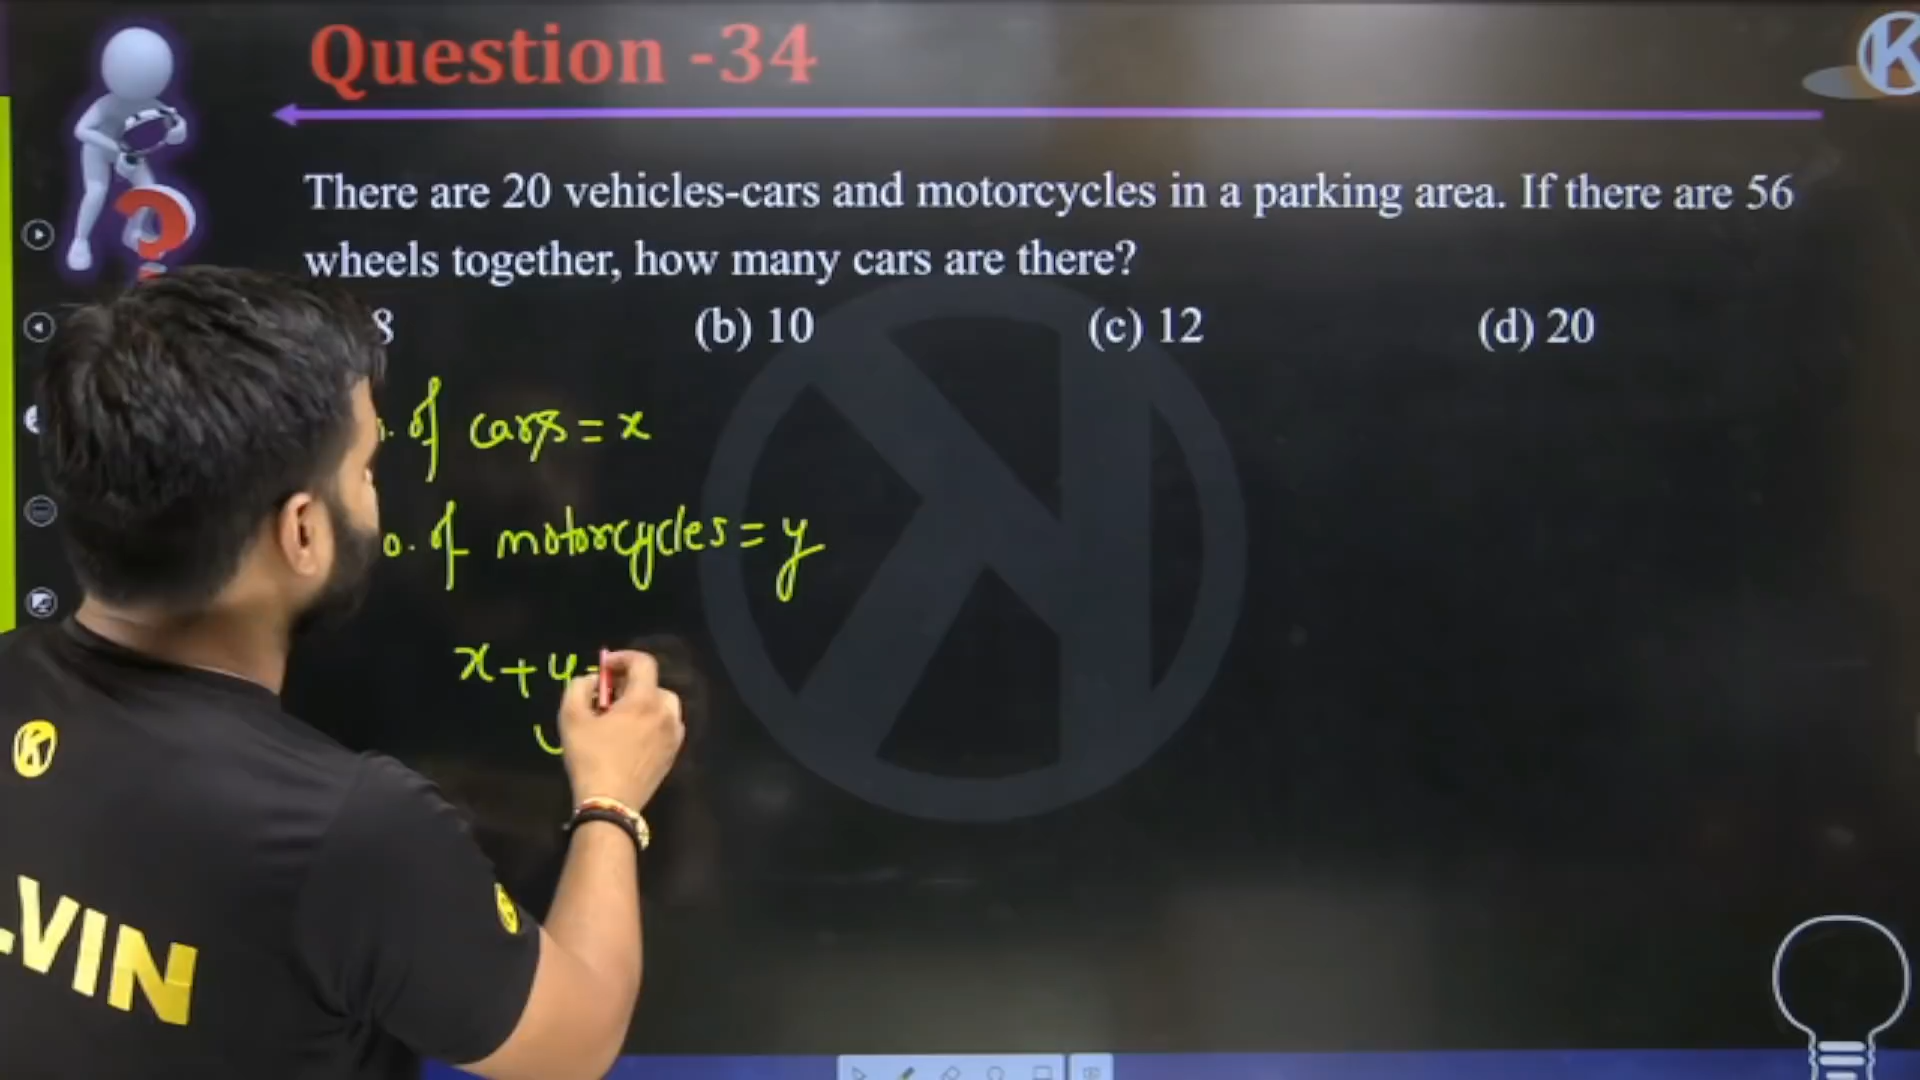 Question -34
There are 20 vehicles-cars and motorcycles in a parking area. If there are 56
wheels together, how many cars are there?
8 (b) 10 (c) 12 (d) 20
. of cars = x
o. of motorcycles = y
x + y =
K
VIN
K